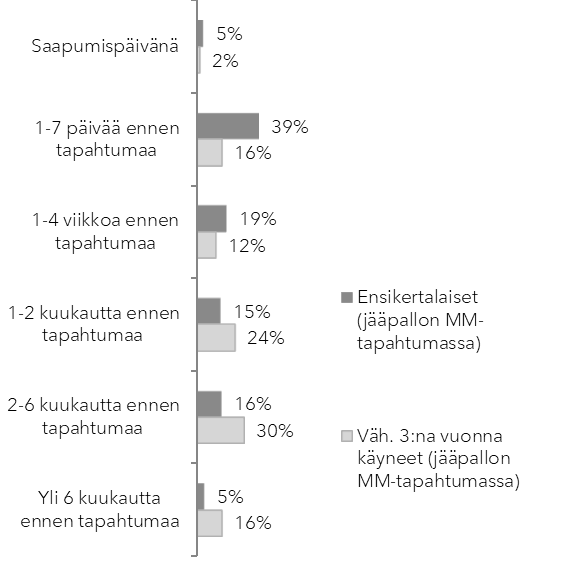 5%
Saapumispäivänä
2%
1-7 päivää ennen
tapahtumaa
39%
16%
1-4 viikkoa ennen
tapahtumaa
19%
12%
1-2 kuukautta ennen
tapahtumaa
15%
24%
2-6 kuukautta ennen
tapahtumaa
16%
30%
Yli 6 kuukautta
ennen tapahtumaa
5%
16%
Ensikertalaiset
(jääpallon MM-
tapahtumassa)
Väh. 3:na vuonna
käyneet (jääpallon
MM-tapahtumassa)